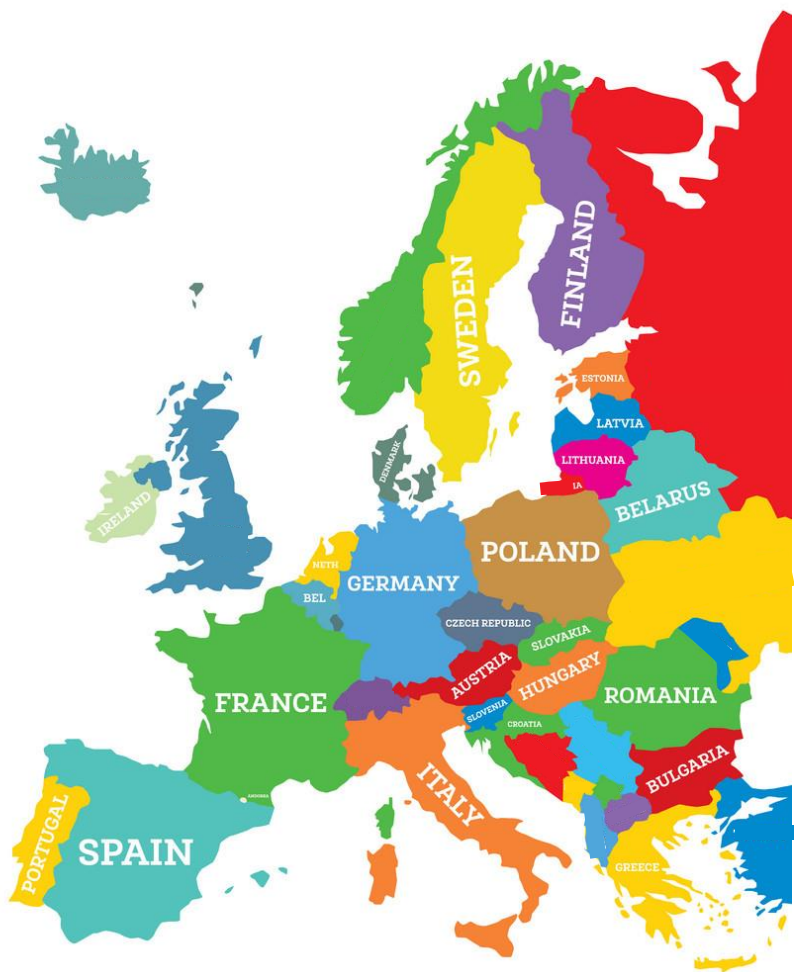 SWEDEN
FINLAND
ESTONIA
LATVIA
LITHUANIA
IA
BELARUS
DENMARK
IRELAND
NETH
BEL
GERMANY
POLAND
CZECH REPUBLIC
SLOVAKIA
AUSTRIA
HUNGARY
FRANCE
SLOVENIA
CROATIA
ROMANIA
ITALY
BULGARIA
ANDORRA
PORTUGAL
SPAIN
GREECE